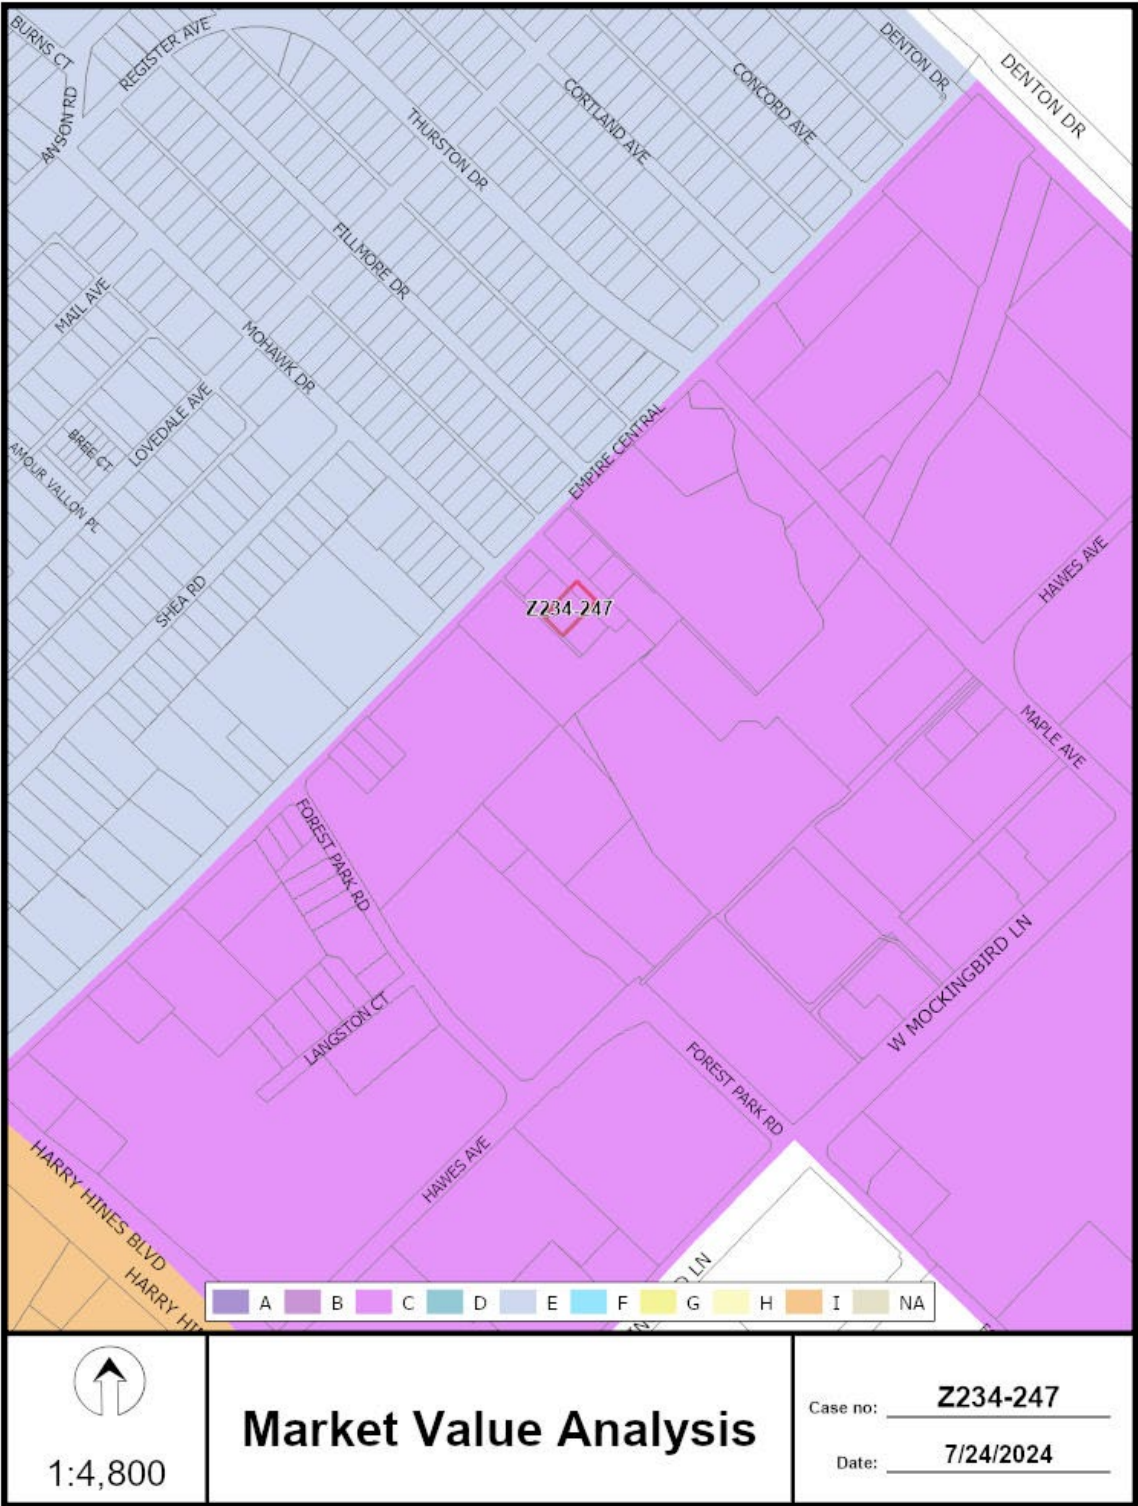 BURNS CT
REGISTER AVE
ANSON RD
DENTON DR
DENTON DR
CONCORD AVE
CORTLAND AVE
THURSTON DR
FILLMORE DR
MAIL AVE
MOHAWK DR
LOVEDALE AVE
BREE CT
AMOUR VALLON PL
EMPIRE CENTRAL
SHEA RD
HAWES AVE
Z234-247
MAPLE AVE
FOREST PARK RD
W MOCKINGBIRD LN
LANGSTON CT
FOREST PARK RD
HAWES AVE
HARRY HINES BLVD
HARRY HI
LN
A B C D E F G H I NA
1:4,800
Market Value Analysis
Case no: Z234-247
Date: 7/24/2024